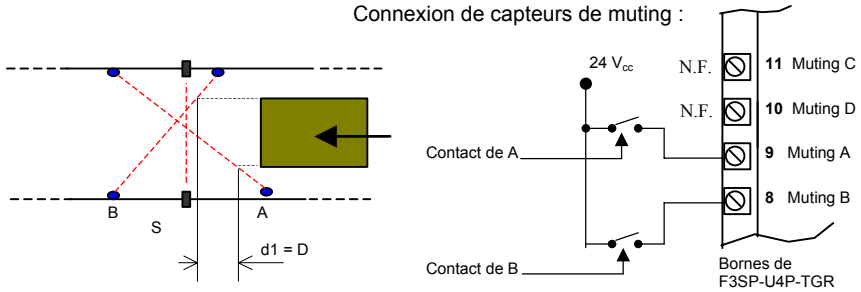 Connexion de capteurs de muting :
24 Vcc
N.F.
11 Muting C
N.F.
10 Muting D
Contact de A
9 Muting A
8 Muting B
B
A
S
d1 = D
Contact de B
Bornes de
F3SP-U4P-TGR